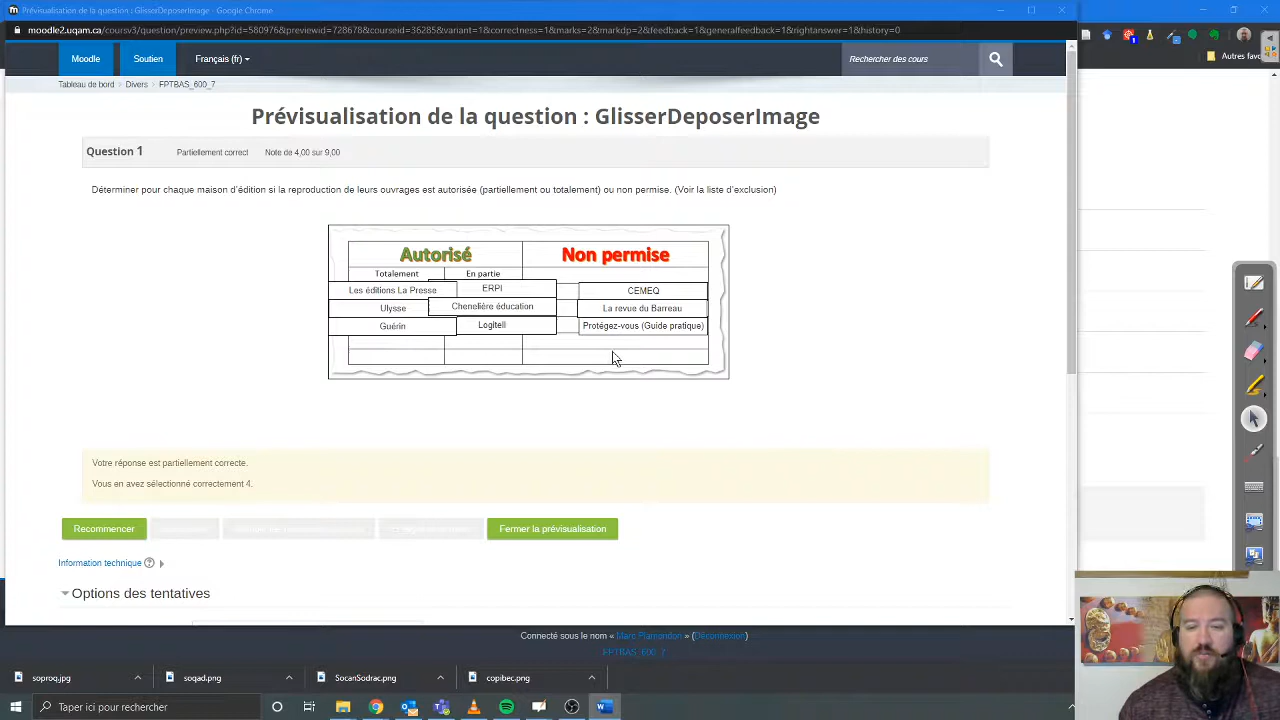 Prévisualisation de la question : GlisserDeposerImage - Google Chrome
moodle2.uqam.ca/coursv3/question/preview.php?id=580976&previewid=728678&courseid=36285&variant=1&correctness=1&marks=2&markdp=2&feedback=1&generalfeedback=1&rightanswer=1&history=0
Moodle Soutien Français (fr) Rechercher des cours
Autres favo
Tableau de bord > Divers > FPTBAS_600_7
Prévisualisation de la question : GlisserDeposerImage
Question 1 Partiellement correct Note de 4,00 sur 9,00
Déterminer pour chaque maison d'édition si la reproduction de leurs ouvrages est autorisée (partiellement ou totalement) ou non permise. (Voir la liste d'exclusion)
Autorisé Non permise
Totalement En partie
Les éditions La Presse ERPI CEMEQ
Ulysse Chenelière éducation La revue du Barreau
Guérin Logitell Protégez-vous (Guide pratique)
Votre réponse est partiellement correcte.
Vous en avez sélectionné correctement 4.
Recommencer Fermer la prévisualisation
Information technique
Options des tentatives
Connecté sous le nom « Marc Plamondon » (Déconnexion)
FPTBAS_600_7
soproq.jpg soqad.png SocanSodrac.png copibec.png
Taper ici pour rechercher